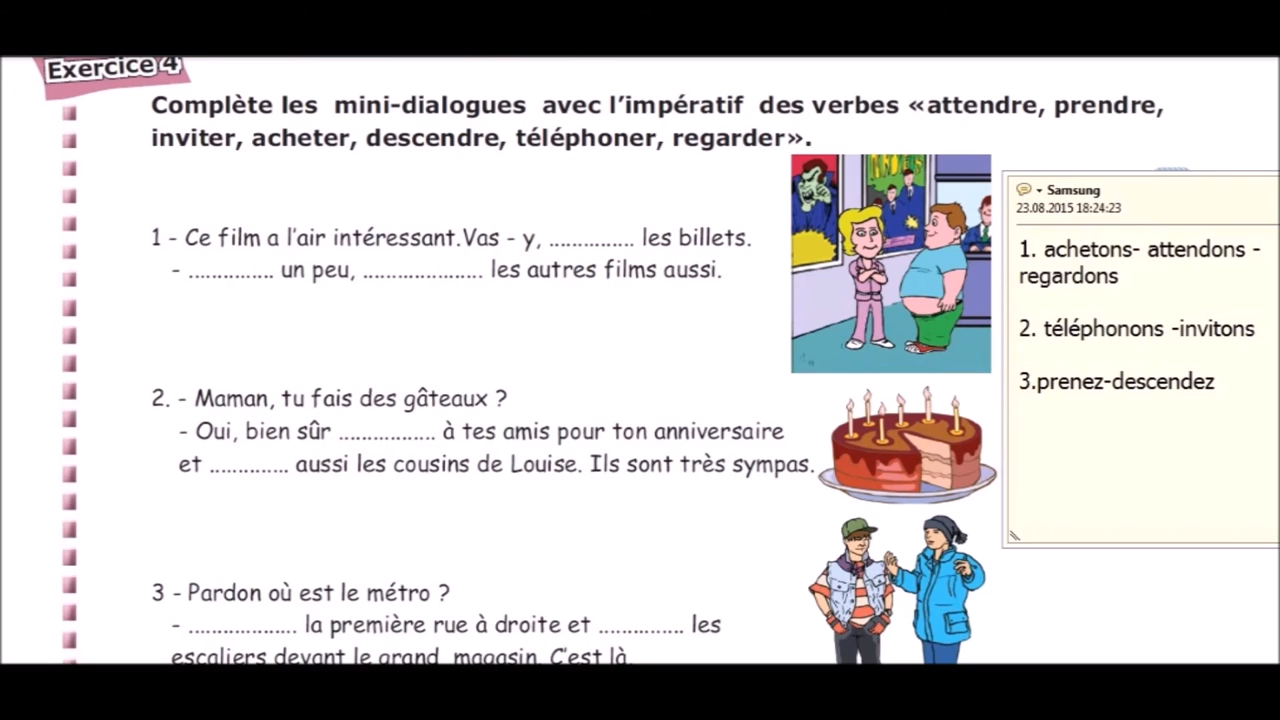 Exercice 4
Complète les mini-dialogues avec l'impératif des verbes «attendre, prendre,
inviter, acheter, descendre, téléphoner, regarder».
1 - Ce film a l'air intéressant.Vas - y, ............... les billets.
- ............... un peu, ..................... les autres films aussi.
2. - Maman, tu fais des gâteaux ?
- Oui, bien sûr ................. à tes amis pour ton anniversaire
et .............. aussi les cousins de Louise. Ils sont très sympas.
3 - Pardon où est le métro ?
- ................... la première rue à droite et ............... les
escaliers devant le grand magasin. C'est là.
Samsung
23.08.2015 18:24:23
1. achetons- attendons -
regardons
2. téléphonons -invitons
3.prenez-descendez